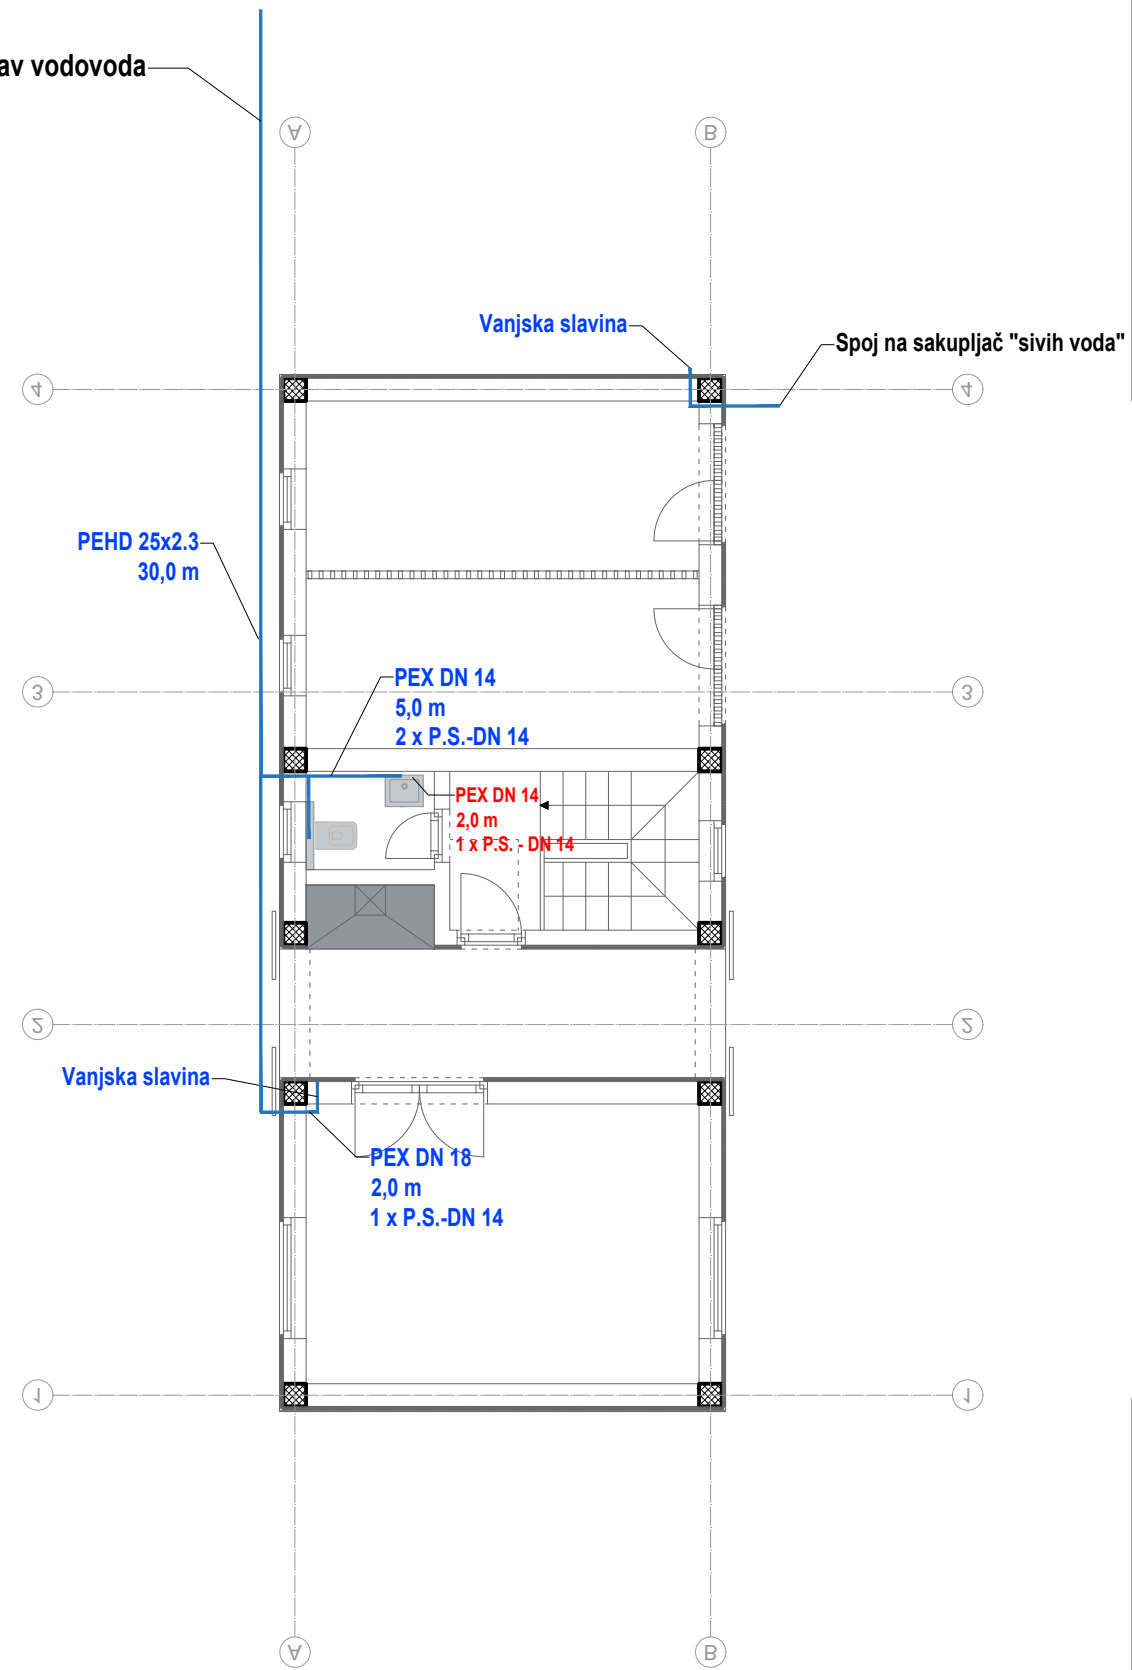 av vodovoda
A
B
Vanjska slavina
Spoj na sakupljač "sivih voda"
4
4
PEHD 25x2.3
30,0 m
PEX DN 14
5,0 m
2 x P.S.-DN 14
3
3
PEX DN 14
2,0 m
1 x P.S. - DN 14
2
2
Vanjska slavina
PEX DN 18
2,0 m
1 x P.S.-DN 14
1
1
A
B